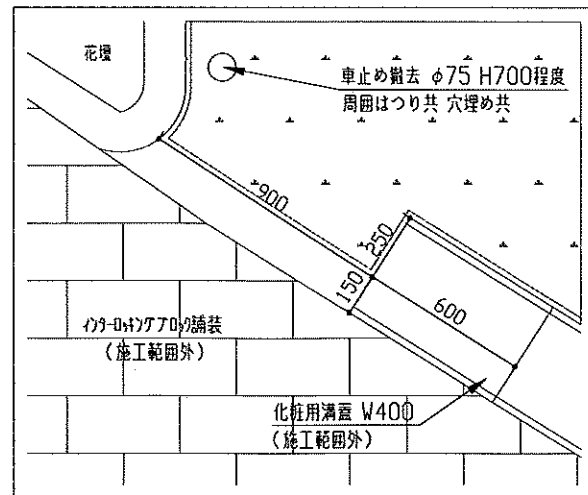 花壇
車止め撤去 φ75 H700程度
周囲はつり共 穴埋め共
900
250
150
600
インターロッキングブロック舗装
(施工範囲外)
化粧用溝蓋 W400
(施工範囲外)